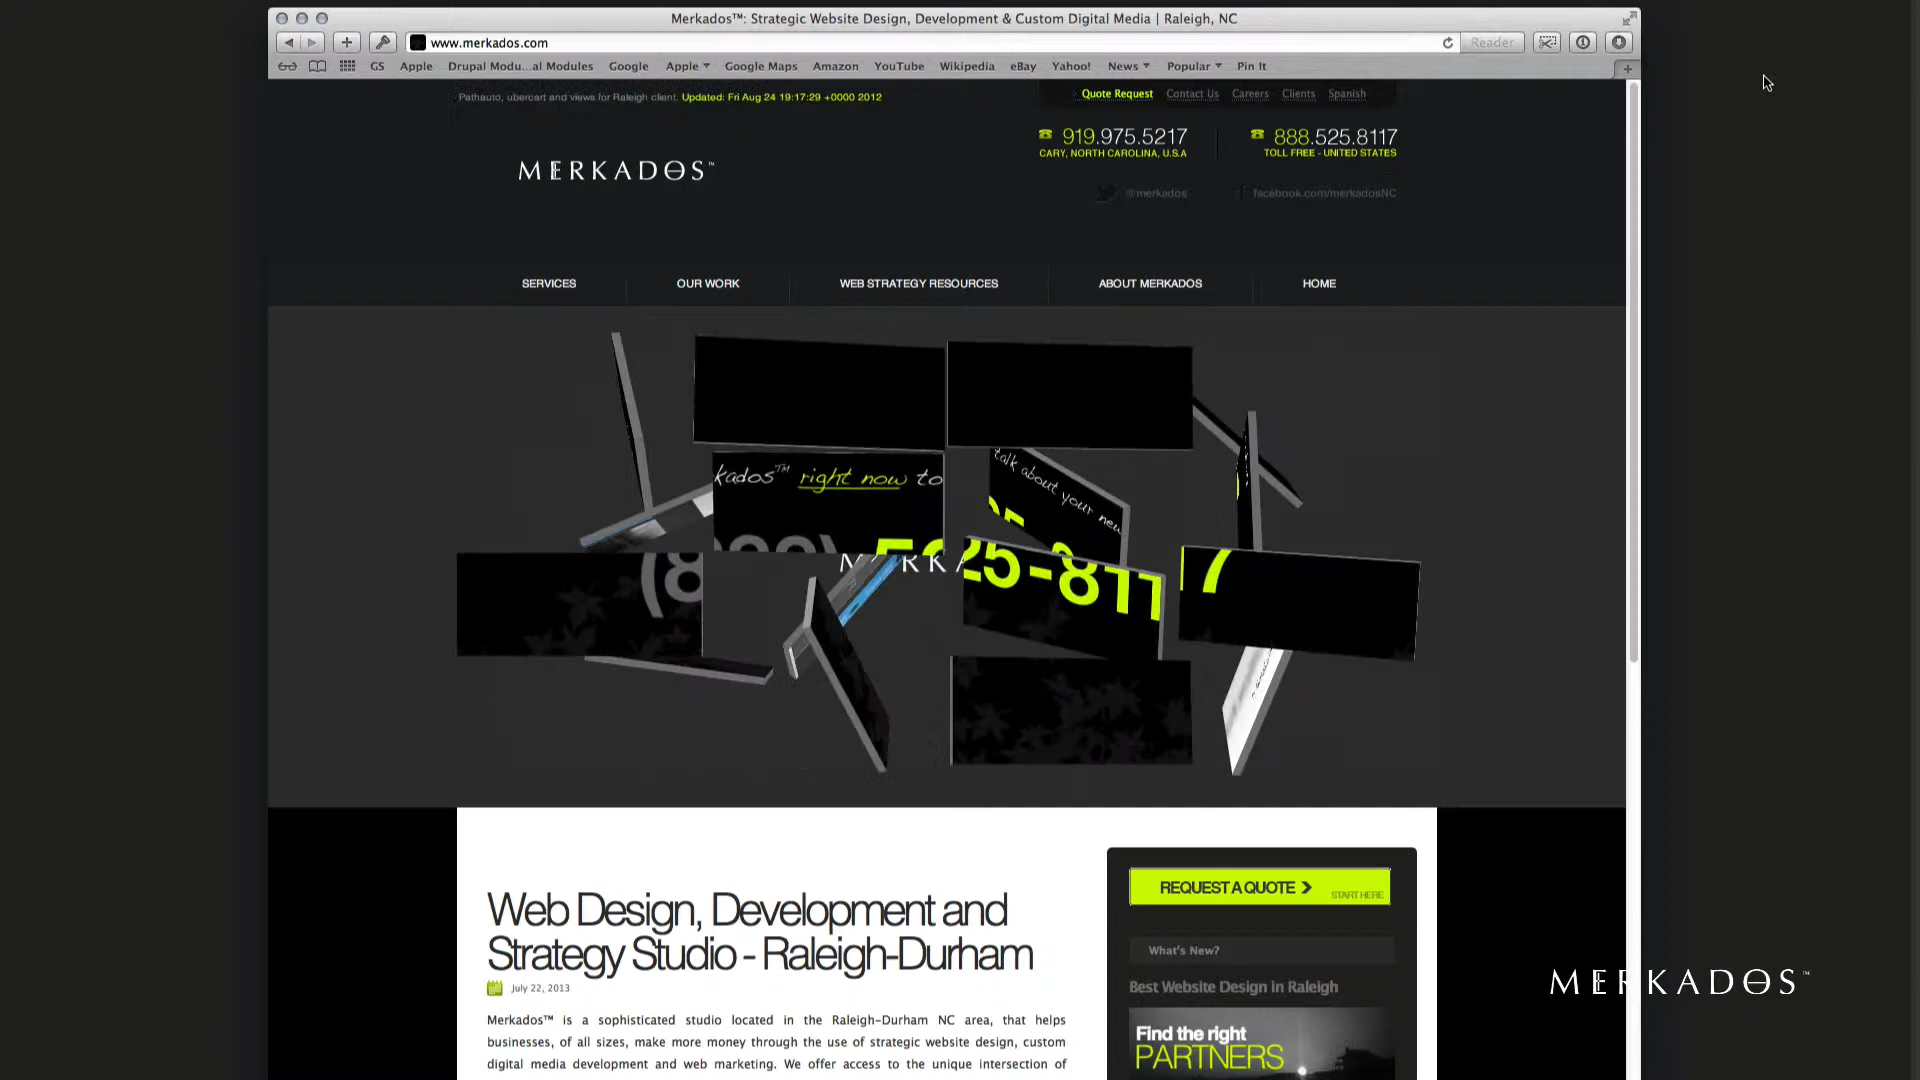 Merkados™: Strategic Website Design, Development & Custom Digital Media | Raleigh, NC
www.merkados.com
Reader
GS Apple Drupal Modu...al Modules Google Apple Google Maps Amazon YouTube Wikipedia eBay Yahoo! News Popular Pin It
Pathauto, ubercart and views for Raleigh client. Updated: Fri Aug 24 19:17:29 +0000 2012
Quote Request Contact Us Careers Clients Spanish
919.975.5217
CARY, NORTH CAROLINA, U.S.A
888.525.8117
TOLL FREE - UNITED STATES
MERKADOS™
@merkados
facebook.com/merkadosNC
SERVICES OUR WORK WEB STRATEGY RESOURCES ABOUT MERKADOS HOME
kados™ right now to
talk about your new
(8
25-811
7
Web Design, Development and
Strategy Studio - Raleigh-Durham
July 22, 2013
Merkados™ is a sophisticated studio located in the Raleigh-Durham NC area, that helps
businesses, of all sizes, make more money through the use of strategic website design, custom
digital media development and web marketing. We offer access to the unique intersection of
REQUEST A QUOTE
START HERE
What's New?
Best Website Design in Raleigh
Find the right
PARTNERS
MERKADOS™